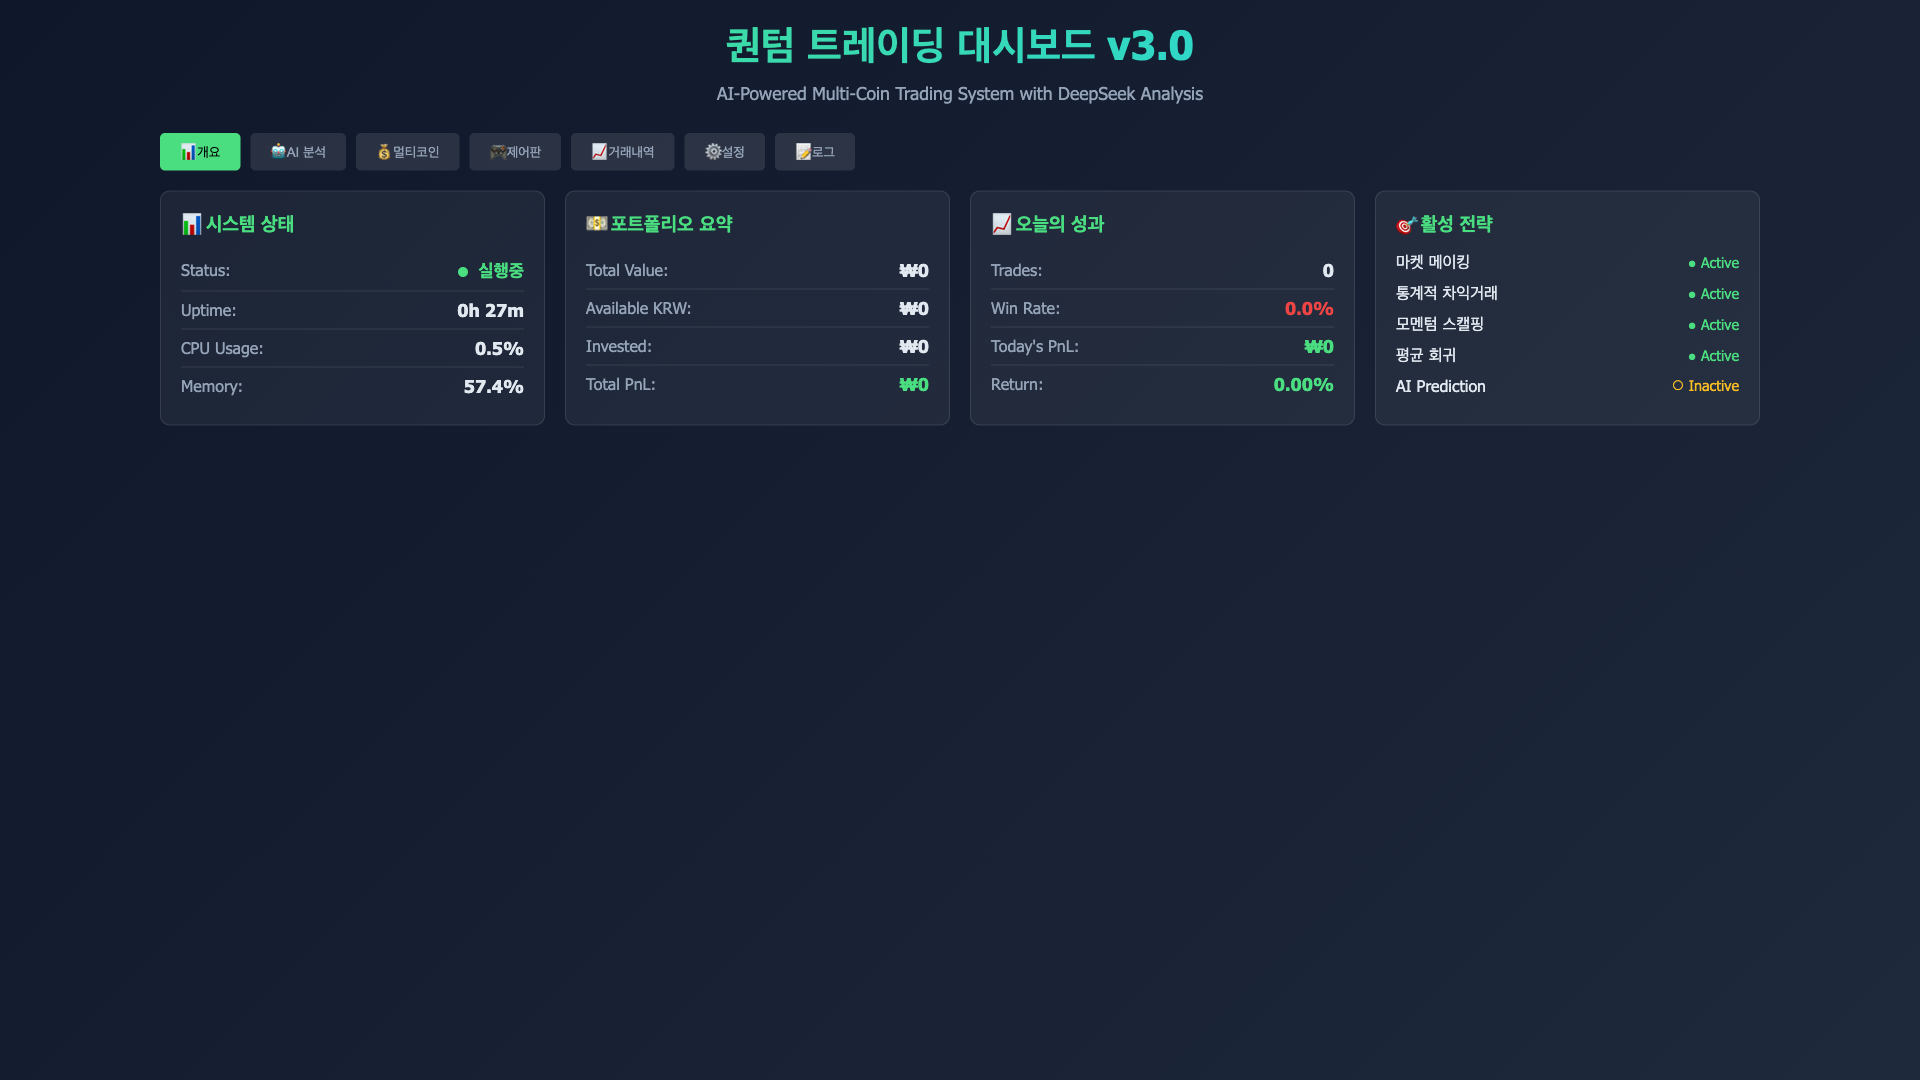 퀀텀 트레이딩 대시보드 v3.0
AI-Powered Multi-Coin Trading System with DeepSeek Analysis
📊개요
🤖AI 분석
💰멀티코인
🎮제어판
📈거래내역
⚙️설정
📝로그
📊시스템 상태
Status: ● 실행중
Uptime: 0h 27m
CPU Usage: 0.5%
Memory: 57.4%
💵포트폴리오 요약
Total Value: ₩0
Available KRW: ₩0
Invested: ₩0
Total PnL: ₩0
📈오늘의 성과
Trades: 0
Win Rate: 0.0%
Today's PnL: ₩0
Return: 0.00%
🎯활성 전략
마켓 메이킹 ● Active
통계적 차익거래 ● Active
모멘텀 스캘핑 ● Active
평균 회귀 ● Active
AI Prediction ○ Inactive